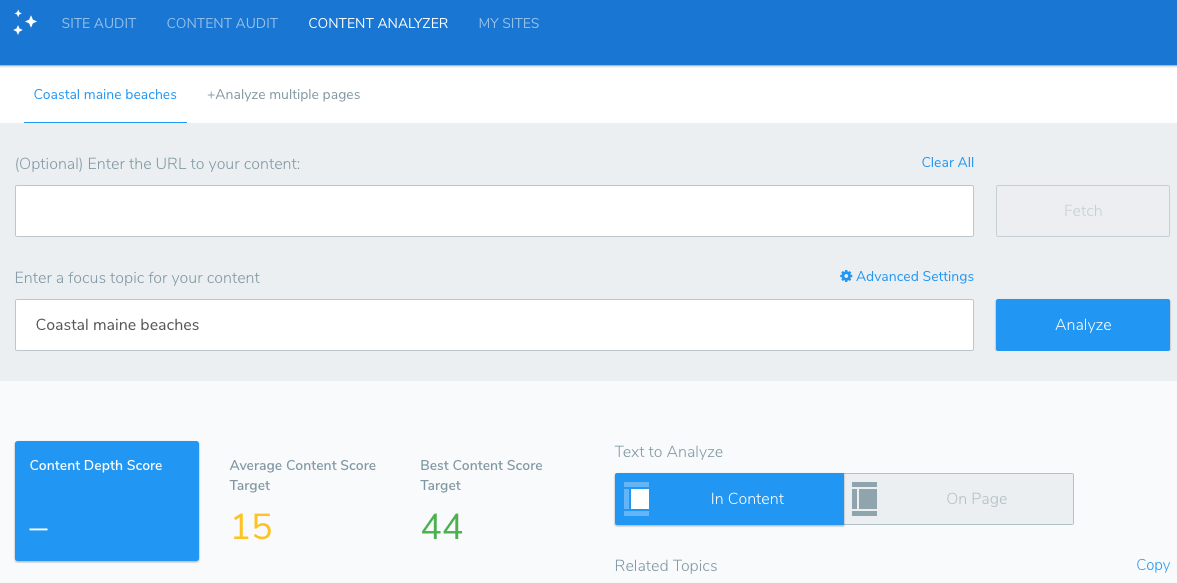 SITE AUDIT CONTENT AUDIT CONTENT ANALYZER MY SITES
Coastal maine beaches +Analyze multiple pages
(Optional) Enter the URL to your content: Clear All
Fetch
Enter a focus topic for your content Advanced Settings
Coastal maine beaches Analyze
Content Depth Score
–
Average Content Score
Target
15
Best Content Score
Target
44
Text to Analyze
In Content On Page
Related Topics Copy